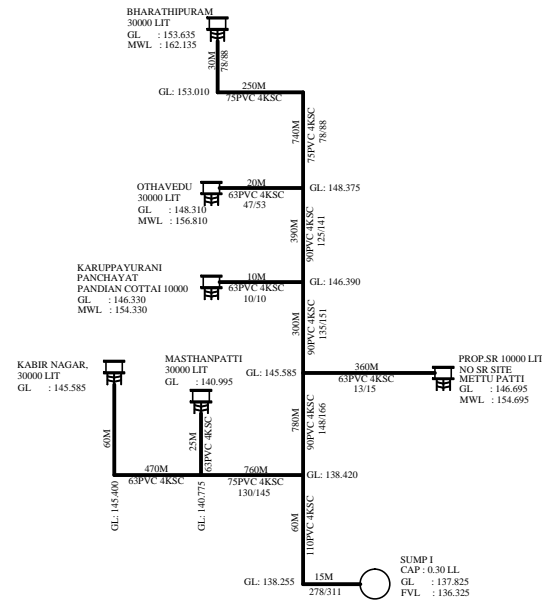 BHARATHIPURAM
30000 LIT
GL : 153.635
MWL : 162.135
30M
78/88
GL: 153.010
250M
75PVC 4KSC
740M
75PVC 4KSC
78/88
OTHAVEDU
30000 LIT
GL : 148.310
MWL : 156.810
20M
63PVC 4KSC
47/53
GL: 148.375
390M
90PVC 4KSC
125/141
KARUPPAYURANI
PANCHAYAT
PANDIAN COTTAI 10000
GL : 146.330
MWL : 154.330
10M
63PVC 4KSC
10/10
GL: 146.390
300M
90PVC 4KSC
135/151
GL: 145.585
360M
63PVC 4KSC
13/15
PROP.SR 10000 LIT
NO SR SITE
METTU PATTI
GL : 146.695
MWL : 154.695
KABIR NAGAR,
30000 LIT
GL : 145.585
MASTHANPATTI
30000 LIT
GL : 140.995
60M
25M
63PVC 4KSC
780M
90PVC 4KSC
148/166
470M
63PVC 4KSC
760M
75PVC 4KSC
130/145
GL: 138.420
GL: 145.400
GL: 140.775
60M
110PVC 4KSC
GL: 138.255
15M
278/311
SUMP I
CAP : 0.30 LL
GL : 137.825
FVL : 136.325